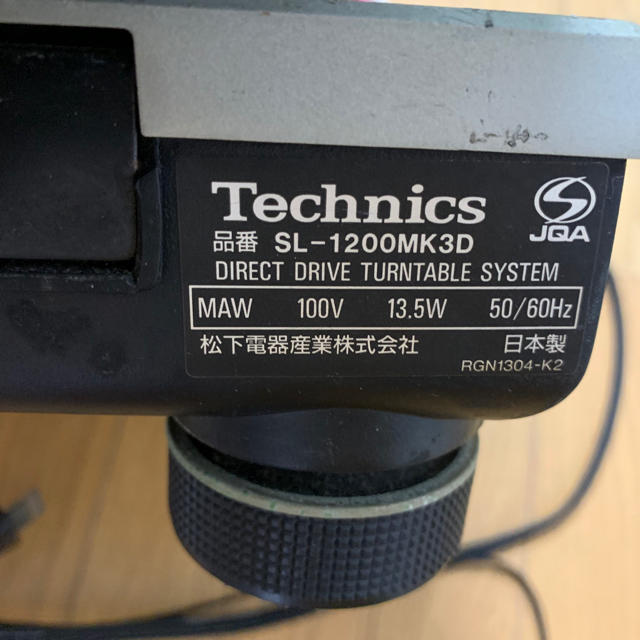 Technics
品番 SL-1200MK3D
JQA
DIRECT DRIVE TURNTABLE SYSTEM
MAW 100V 13.5W 50/60Hz
松下電器産業株式会社 日本製
RGN1304-K2